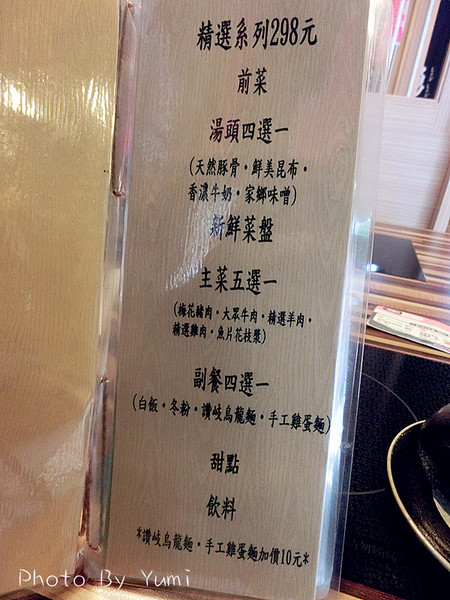 精選系列298元
前菜
湯頭四選一
(天然豚骨・鮮美昆布・
香濃牛奶・家鄉味噌)
新鮮菜盤
主菜五選一
(梅花豬肉・大眾牛肉・精選羊肉・
精選雞肉・魚片花枝漿)
副餐四選一
(白飯・冬粉・讚岐烏龍麵・手工雞蛋麵)
甜點
飲料
*讚岐烏龍麵・手工雞蛋麵加價10元*
Photo By Yumi